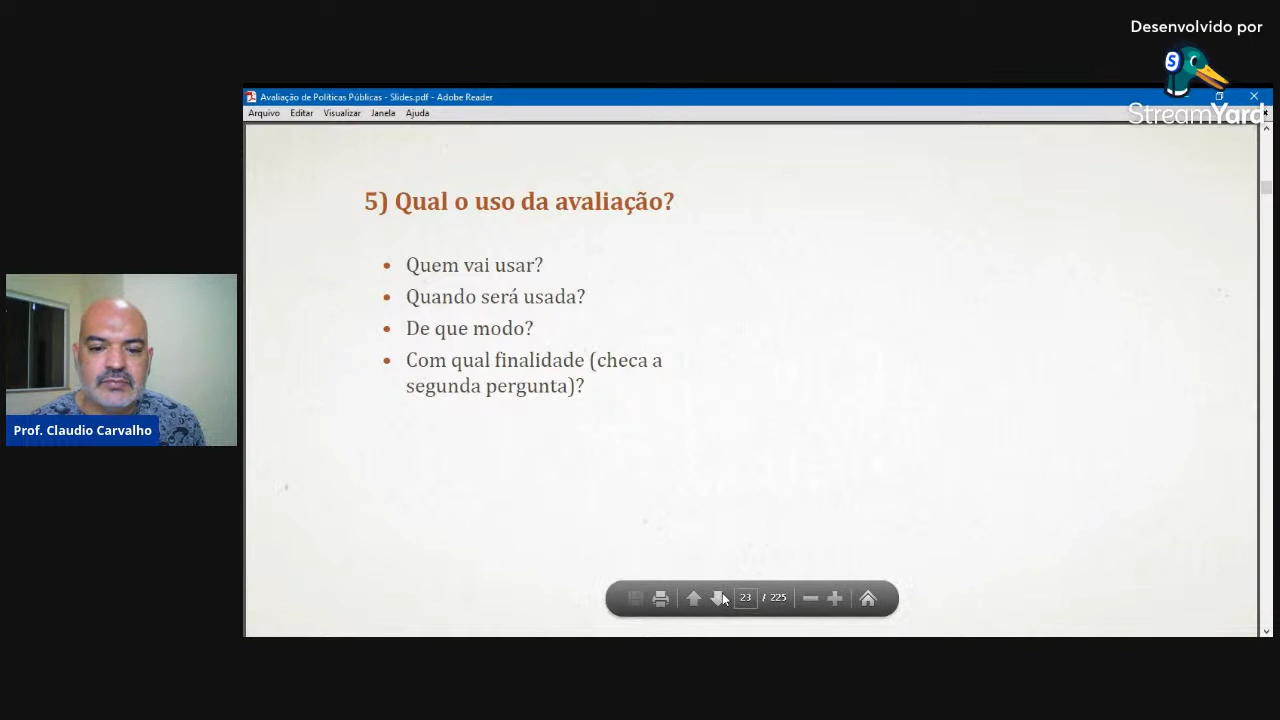 Desenvolvido por
StreamYard
Avaliação de Políticas Públicas - Slides.pdf - Adobe Reader
Arquivo Editar Visualizar Janela Ajuda
5) Qual o uso da avaliação?
• Quem vai usar?
• Quando será usada?
• De que modo?
• Com qual finalidade (checa a
segunda pergunta)?
Prof. Claudio Carvalho
23 / 225